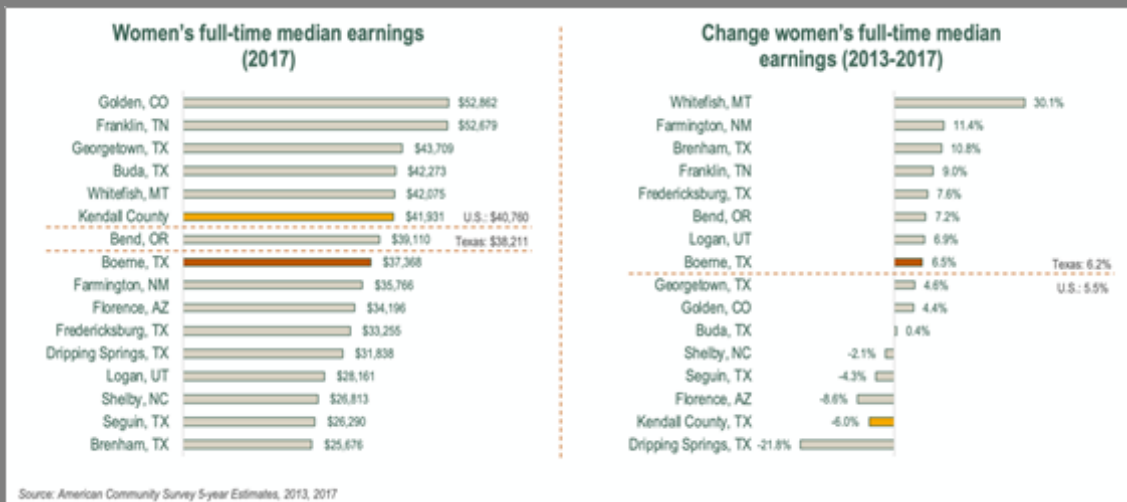 Women's full-time median earnings
(2017)
Golden, CO $52,862
Franklin, TN $52,679
Georgetown, TX $43,709
Buda, TX $42,273
Whitefish, MT $42,075
Kendall County $41,931 U.S.: $40,760
Bend, OR $39,110 Texas: $38,211
Boerne, TX $37,368
Farmington, NM $35,766
Florence, AZ $34,196
Fredericksburg, TX $33,255
Dripping Springs, TX $31,838
Logan, UT $28,161
Shelby, NC $26,813
Seguin, TX $26,290
Brenham, TX $25,676
Change women's full-time median
earnings (2013-2017)
Whitefish, MT 30.1%
Farmington, NM 11.4%
Brenham, TX 10.8%
Franklin, TN 9.0%
Fredericksburg, TX 7.6%
Bend, OR 7.2%
Logan, UT 6.9%
Boerne, TX 6.5% Texas: 6.2%
Georgetown, TX 4.6% U.S.: 5.5%
Golden, CO 4.4%
Buda, TX 0.4%
Shelby, NC -2.1%
Seguin, TX -4.3%
Florence, AZ -8.6%
Kendall County, TX -6.0%
Dripping Springs, TX -21.8%
Source: American Community Survey 5-year Estimates, 2013, 2017